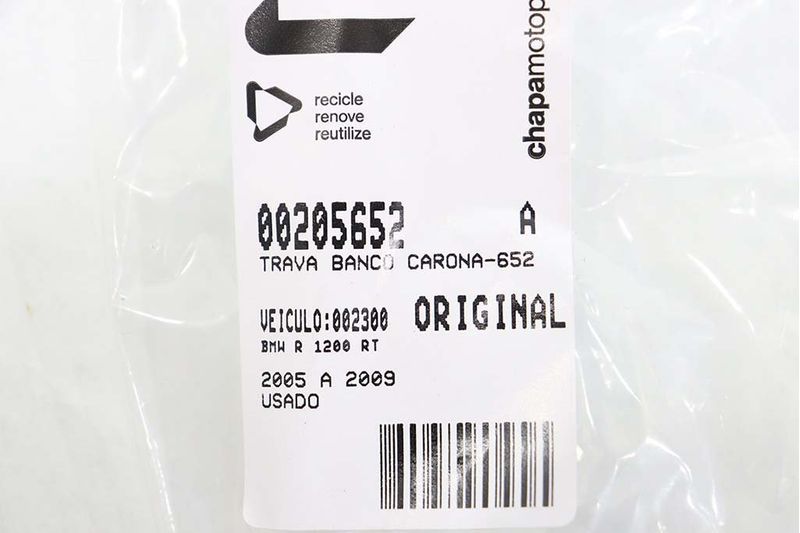 chapamotop
recicle
renove
reutilize
00205652 A
TRAVA BANCO CARONA-652
VEICULO:002300 ORIGINAL
BMW R 1200 RT
2005 A 2009
USADO